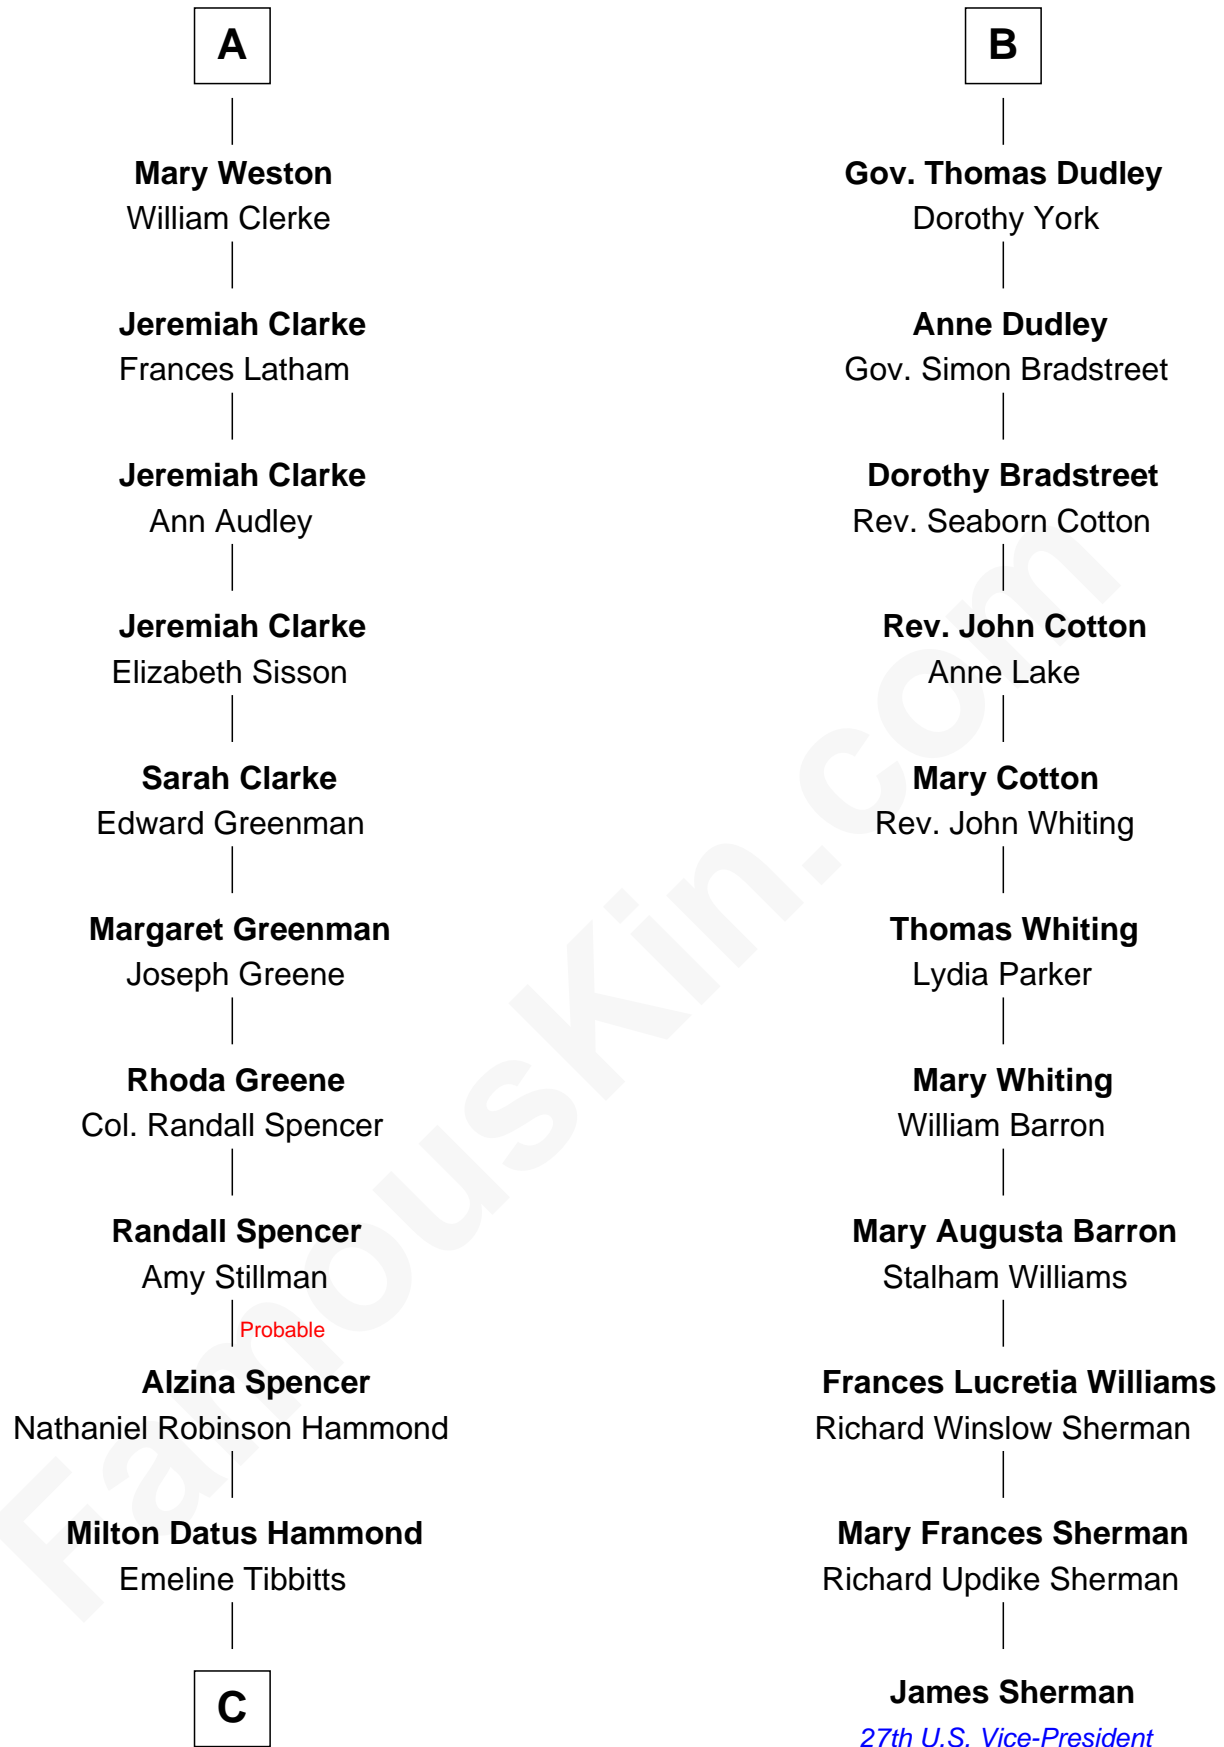 A
Mary Weston
William Clerke
Jeremiah Clarke
Frances Latham
Jeremiah Clarke
Ann Audley
Jeremiah Clarke
Elizabeth Sisson
Sarah Clarke
Edward Greenman
Margaret Greenman
Joseph Greene
Rhoda Greene
Col. Randall Spencer
Randall Spencer
Amy Stillman
Probable
Alzina Spencer
Nathaniel Robinson Hammond
Milton Datus Hammond
Emeline Tibbitts
C
B
Gov. Thomas Dudley
Dorothy York
Anne Dudley
Gov. Simon Bradstreet
Dorothy Bradstreet
Rev. Seaborn Cotton
Rev. John Cotton
Anne Lake
Mary Cotton
Rev. John Whiting
Thomas Whiting
Lydia Parker
Mary Whiting
William Barron
Mary Augusta Barron
Stalham Williams
Frances Lucretia Williams
Richard Winslow Sherman
Mary Frances Sherman
Richard Updike Sherman
James Sherman
27th U.S. Vice-President
FamousKin.com